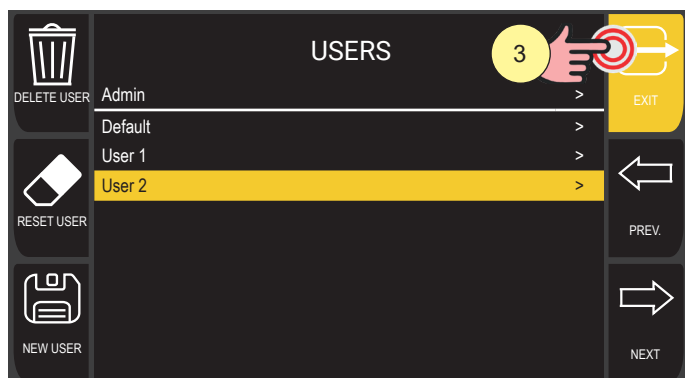 USERS
3
DELETE USER
Admin >
EXIT
Default >
User 1 >
User 2 >
RESET USER
PREV.
NEW USER
NEXT